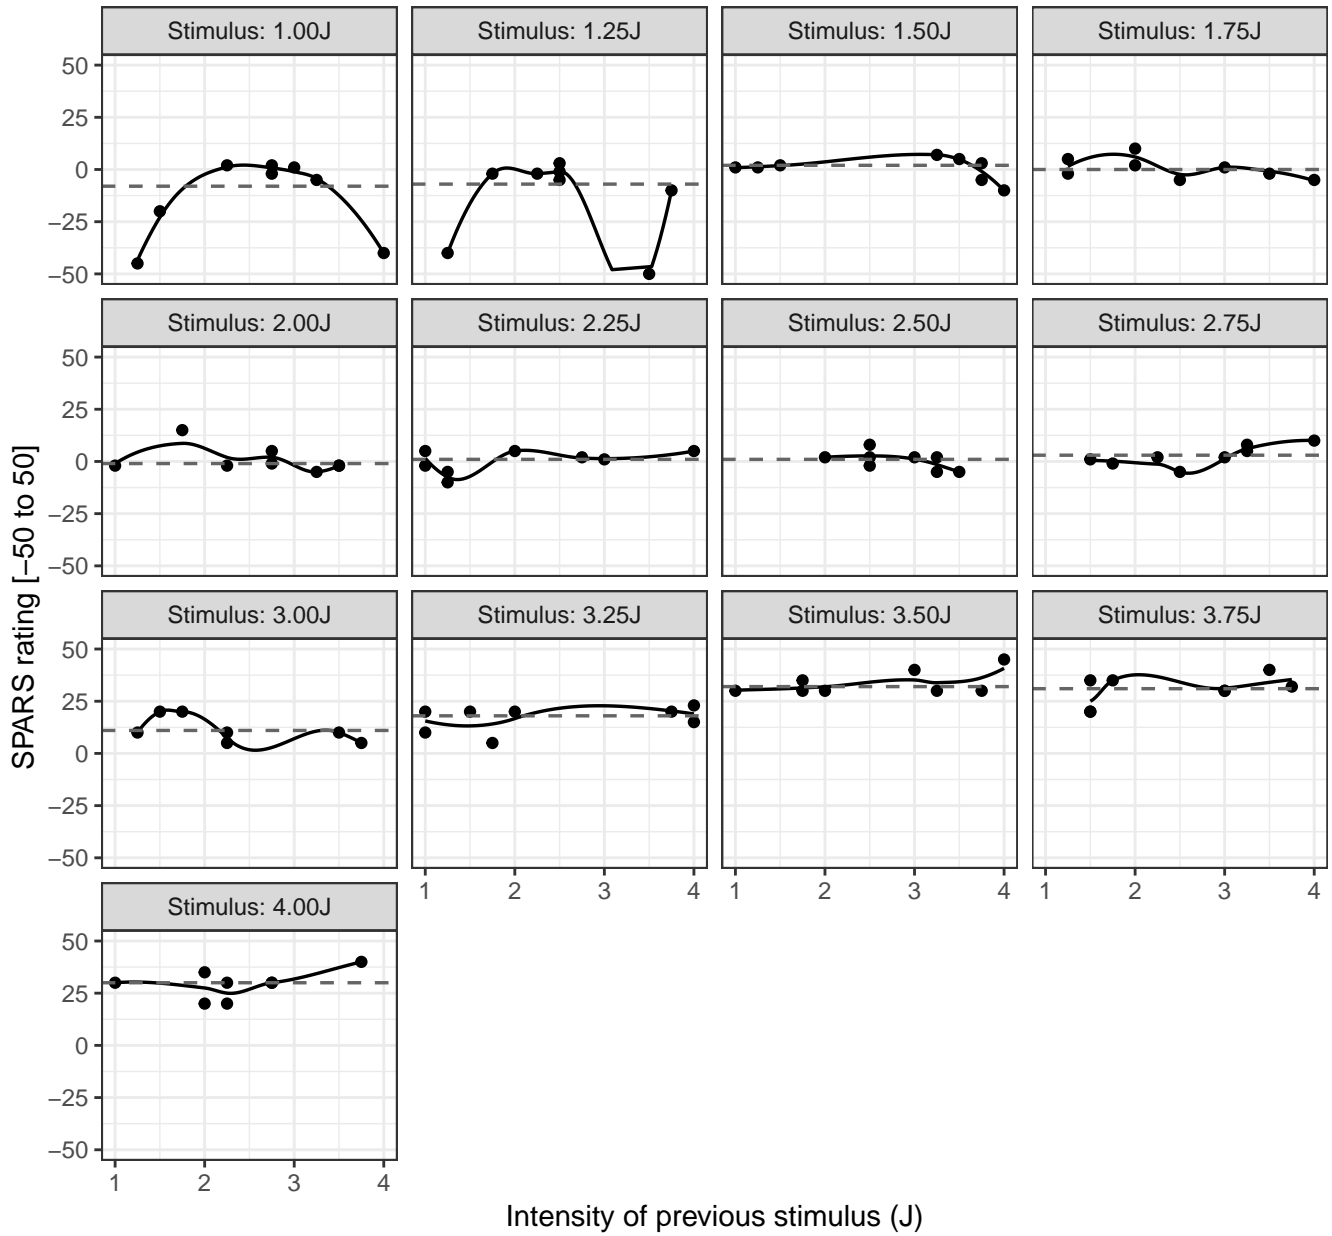 Stimulus: 1.00J
Stimulus: 1.25J
Stimulus: 1.50J
Stimulus: 1.75J
50
25
0
−25
−50
Stimulus: 2.00J
Stimulus: 2.25J
Stimulus: 2.50J
Stimulus: 2.75J
50
25
0
−25
−50
Stimulus: 3.00J
Stimulus: 3.25J
Stimulus: 3.50J
Stimulus: 3.75J
50
25
0
−25
−50
1 2 3 4
1 2 3 4
1 2 3 4
Stimulus: 4.00J
50
25
0
−25
−50
1 2 3 4
SPARS rating [−50 to 50]
Intensity of previous stimulus (J)